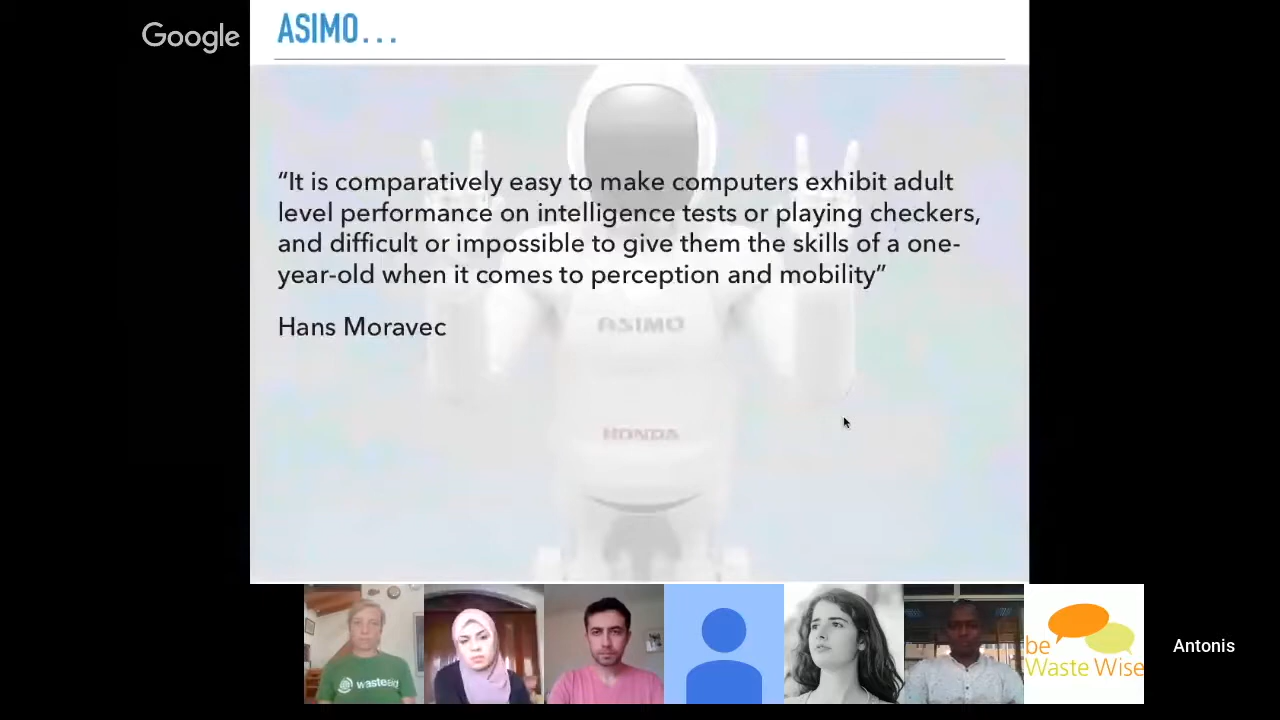 Google
ASIMO...
“It is comparatively easy to make computers exhibit adult
level performance on intelligence tests or playing checkers,
and difficult or impossible to give them the skills of a one-
year-old when it comes to perception and mobility”
Hans Moravec
ASIMO
HONDA
wasteaid
be
Waste Wise
Antonis